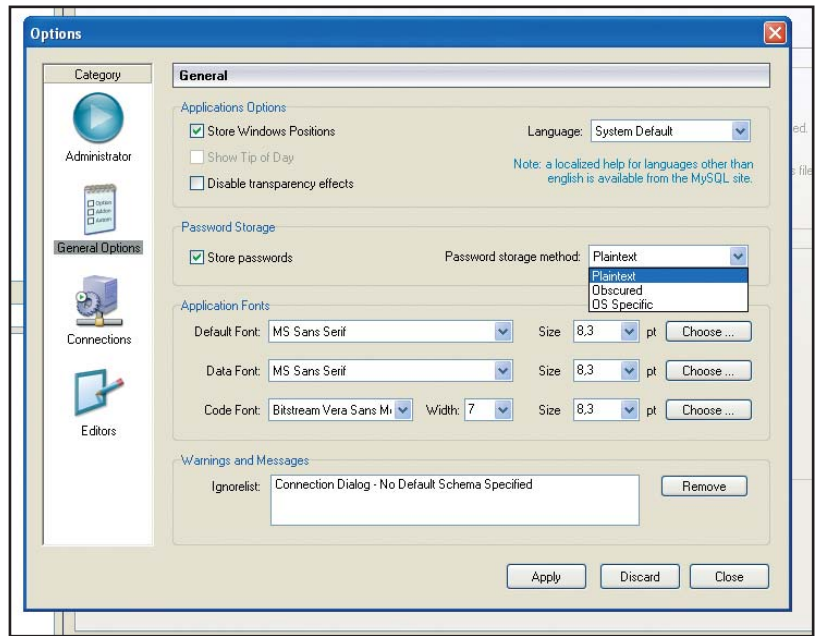 Options
Category
Administrator
Option
Addon
Custom
General Options
Connections
Editors
General
Applications Options
Store Windows Positions
Language: System Default
Show Tip of Day
Note: a localized help for languages other than
english is available from the MySQL site.
Disable transparency effects
Password Storage
Store passwords
Password storage method: Plaintext
Plaintext
Obscured
OS Specific
Application Fonts
Default Font: MS Sans Serif Size 8,3 pt Choose ...
Data Font: MS Sans Serif Size 8,3 pt Choose ...
Code Font: Bitstream Vera Sans Width: 7 Size 8,3 pt Choose ...
Warnings and Messages
Ignorelist: Connection Dialog - No Default Schema Specified
Remove
Apply Discard Close
ed.
s file